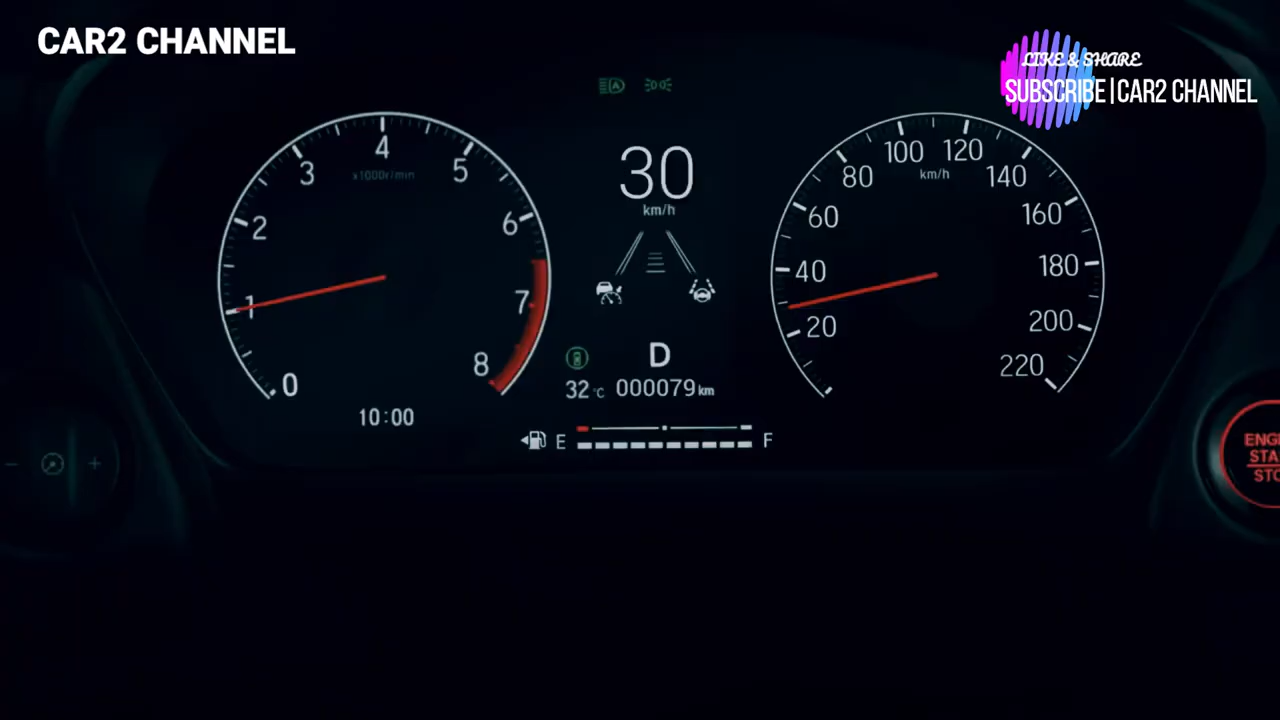 CAR2 CHANNEL
LIKE & SHARE
SUBSCRIBE|CAR2 CHANNEL
A
0
1
2
3
4
5
6
7
8
x1000r/min
10:00
30
km/h
D
32 °C 000079 km
E F
20
40
60
80
100
120
140
160
180
200
220
km/h
- +
ENGI
STA
STO